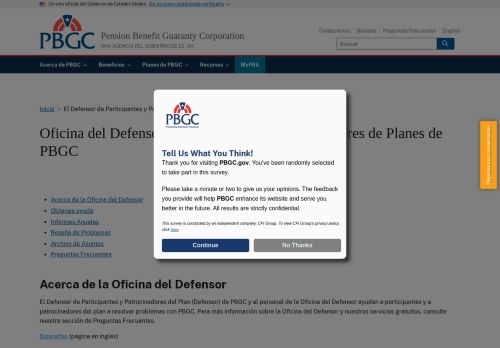 Un sitio oficial del Gobierno de Estados Unidos Así es como usted puede verificarlo
PBGC
Pension Benefit Guaranty Corporation
UNA AGENCIA DEL GOBIERNO DE EE. UU.
Contáctenos Glosario Preguntas Frecuentes English
Buscar
Acerca de PBGC Beneficios Planes de PBGC Recursos MyPBA
Inicio › El Defensor de Participantes y
Oficina del Defensor ores de Planes de
PBGC
Acerca de la Oficina del Defensor
Obtenga ayuda
Informes Anuales
Reseña de Problemas
Archivo de Asuntos
Preguntas Frecuentes
PBGC
Protecting America's Pensions
Tell Us What You Think!
Thank you for visiting PBGC.gov. You've been randomly selected
to take part in this survey.
Please take a minute or two to give us your opinions. The feedback
you provide will help PBGC enhance its website and serve you
better in the future. All results are strictly confidential.
This survey is conducted by an independent company, CFI Group. To view CFI Group's privacy policy
click here.
Continue No Thanks
Déjenos sus comentarios
Acerca de la Oficina del Defensor
El Defensor de Participantes y Patrocinadores del Plan (Defensor) de PBGC y el personal de la Oficina del Defensor ayudan a participantes y a
patrocinadores del plan a resolver problemas con PBGC. Para más información sobre la Oficina del Defensor y nuestros servicios gratuitos, consulte
nuestra sección de Preguntas Frecuentes.
Biografías (página en inglés)